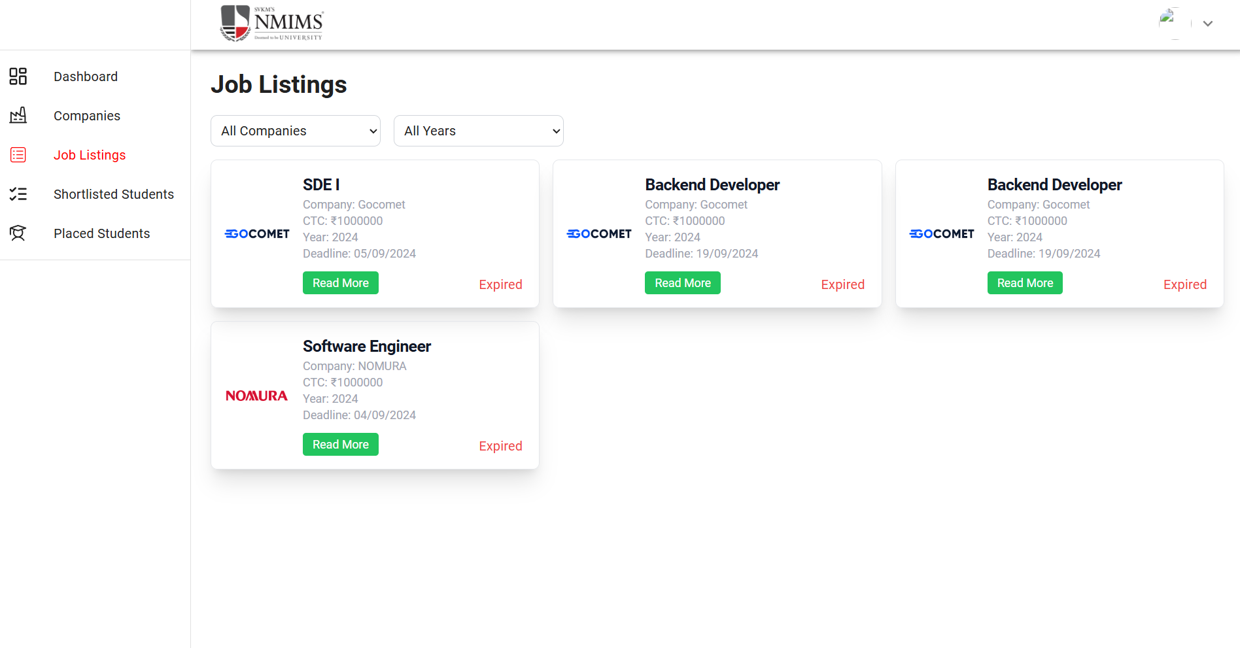 SVKM'S
NMIMS
Deemed to be UNIVERSITY
Dashboard
Companies
Job Listings
Shortlisted Students
Placed Students
Job Listings
All Companies
All Years
GOCOMET
SDE I
Company: Gocomet
CTC: ₹1000000
Year: 2024
Deadline: 05/09/2024
Read More
Expired
GOCOMET
Backend Developer
Company: Gocomet
CTC: ₹1000000
Year: 2024
Deadline: 19/09/2024
Read More
Expired
GOCOMET
Backend Developer
Company: Gocomet
CTC: ₹1000000
Year: 2024
Deadline: 19/09/2024
Read More
Expired
NOMURA
Software Engineer
Company: NOMURA
CTC: ₹1000000
Year: 2024
Deadline: 04/09/2024
Read More
Expired